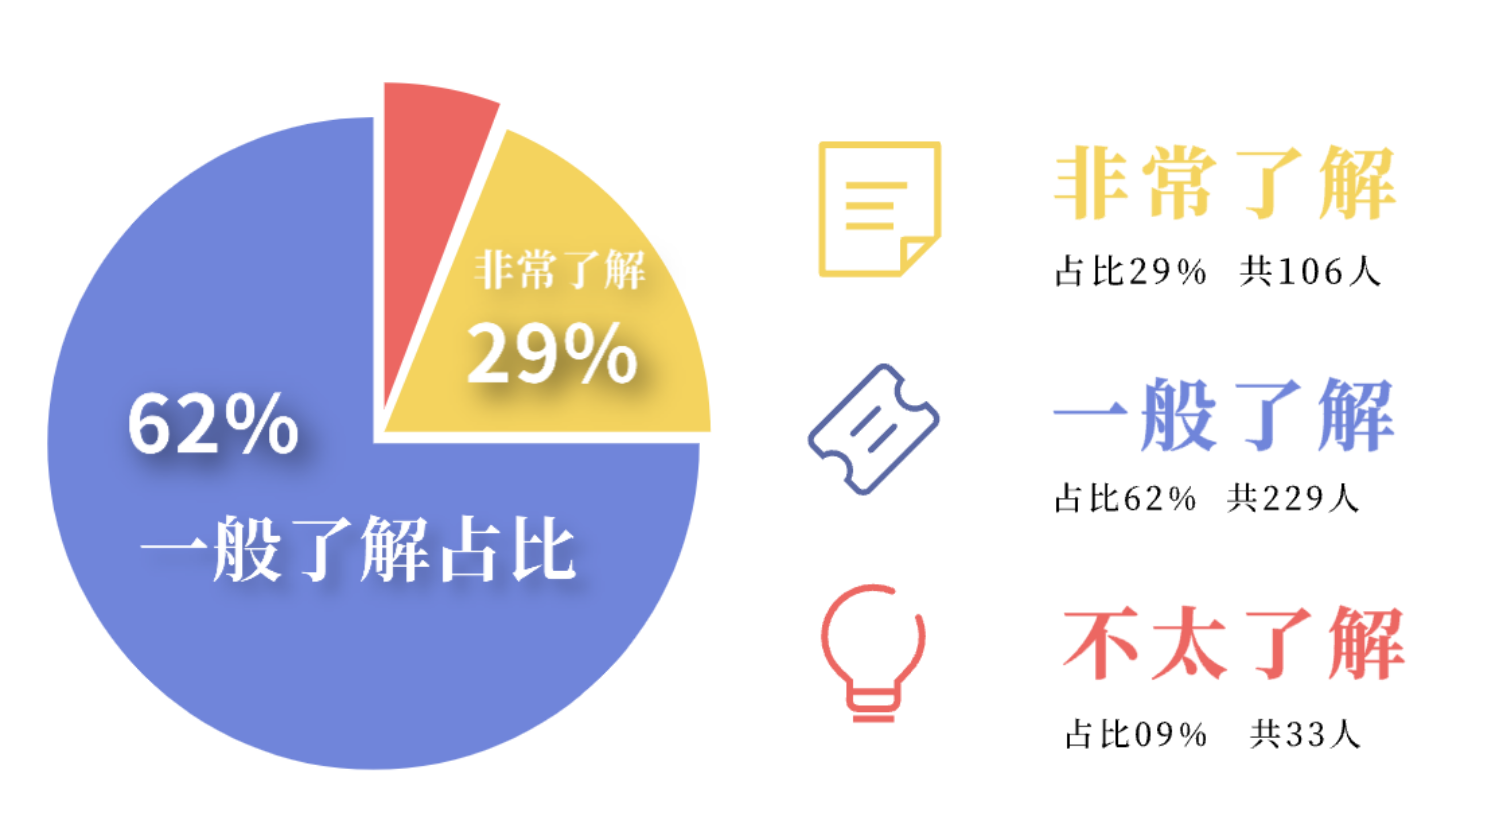 非常了解
29%
62%
一般了解占比
非常了解
占比29% 共106人
一般了解
占比62% 共229人
不太了解
占比09% 共33人